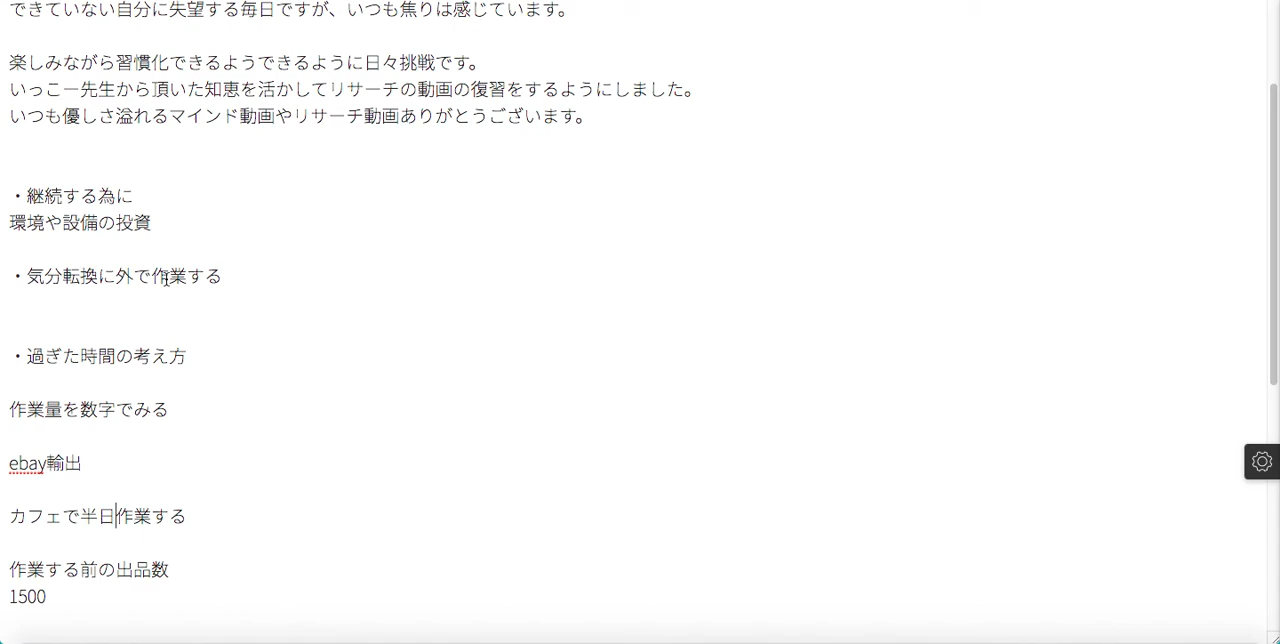 できていない自分に失望する毎日ですが、いつも焦りは感じています。
楽しみながら習慣化できるようできるように日々挑戦です。
いっこー先生から頂いた知恵を活かしてリサーチの動画の復習をするようにしました。
いつも優しさ溢れるマインド動画やリサーチ動画ありがとうございます。
・継続する為に
環境や設備の投資
・気分転換に外で作業する
・過ぎた時間の考え方
作業量を数字でみる
ebay輸出
カフェで半日作業する
作業する前の出品数
1500